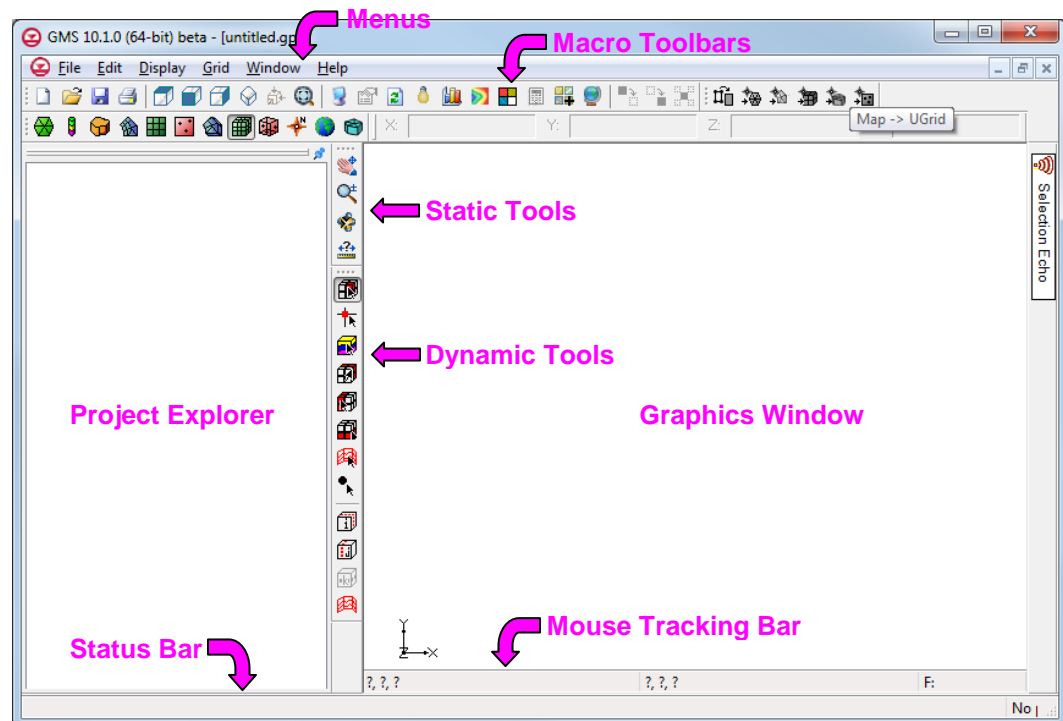 Menus
GMS 10.1.0 (64-bit) beta - [untitled.gp
Macro Toolbars
File Edit Display Grid Window Help
X: Y: Z:
Map -> UGrid
Selection Echo
Static Tools
Dynamic Tools
Project Explorer
Graphics Window
Y
Z X
Mouse Tracking Bar
Status Bar
?, ?, ? ?, ?, ? F:
No